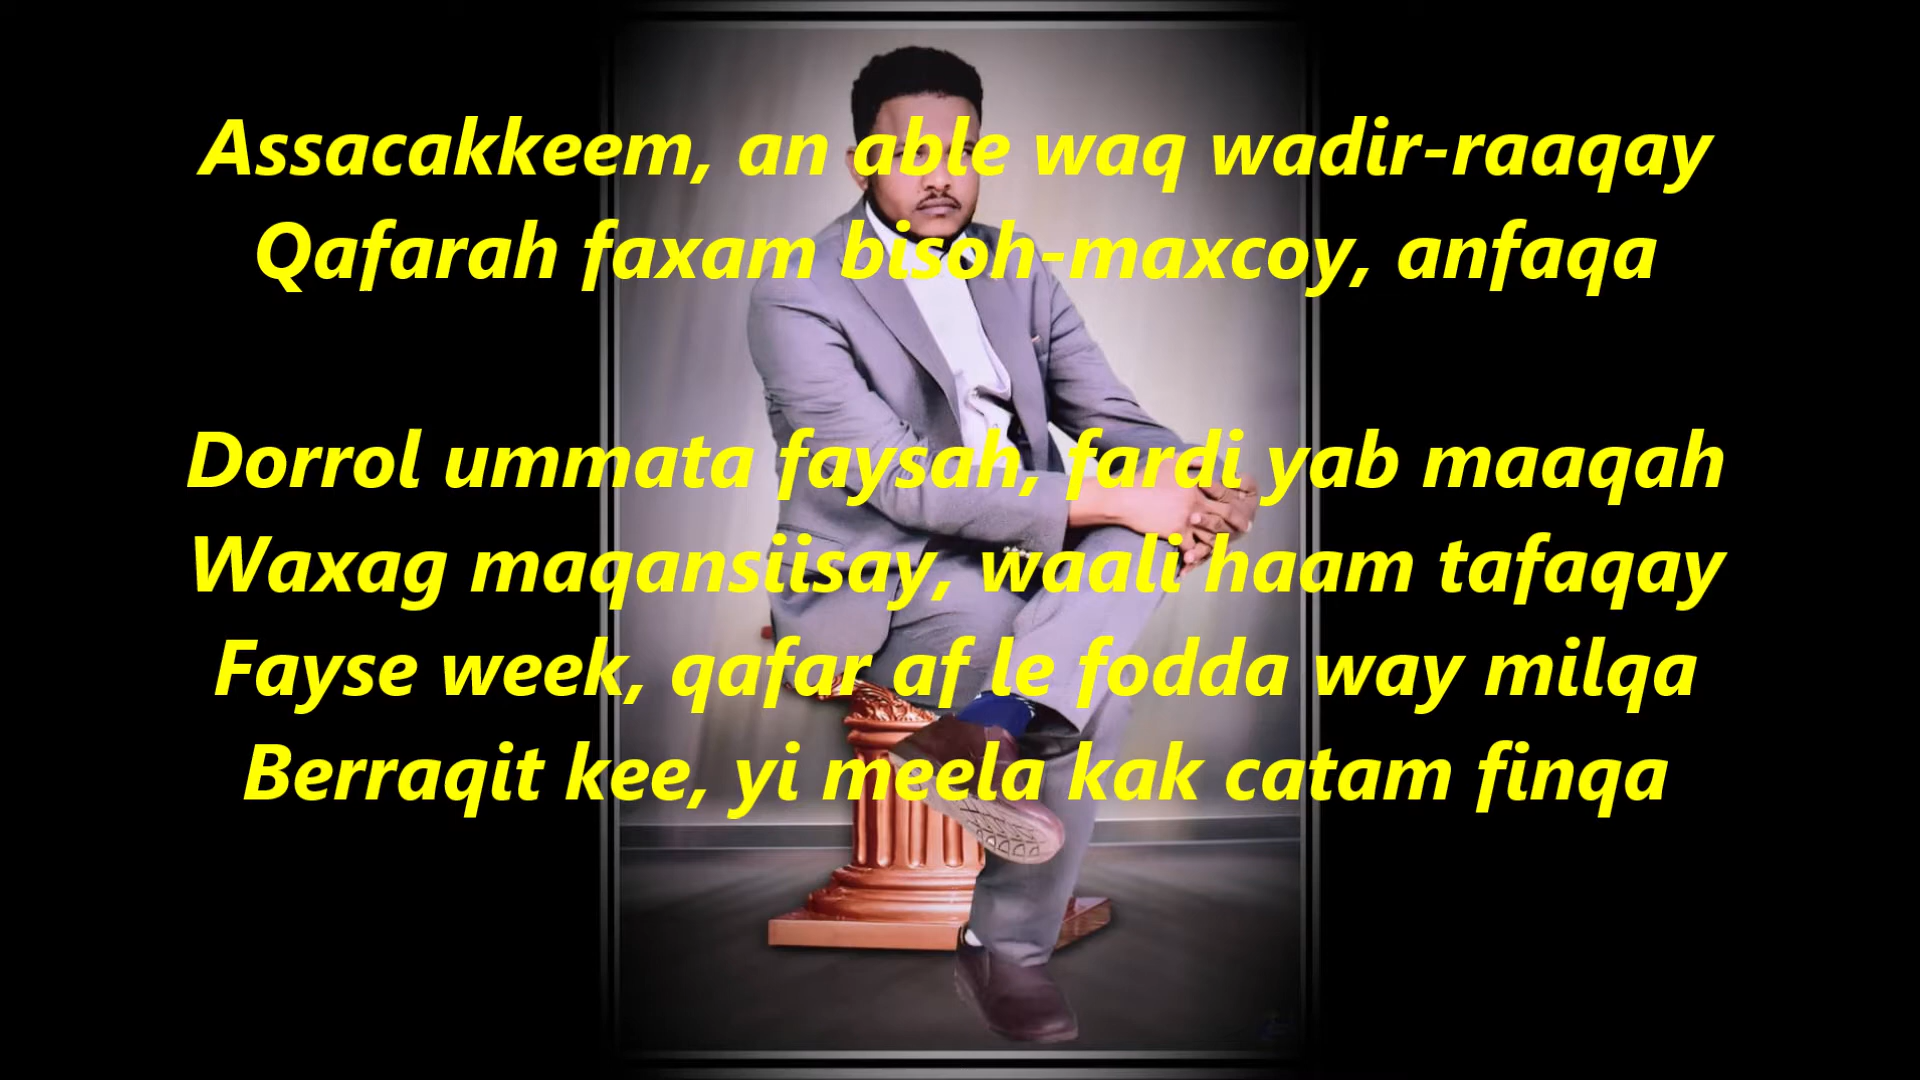 Assacakkeem, an able waq wadir-raaqay
Qafarah faxam bisoh-maxcoy, anfaqa
Dorrol ummata faysah, fardi yab maaqah
Waxag maqansiisay, waali haam tafaqay
Fayse week, qafar af le fodda way milqa
Berraqit kee, yi meela kak catam finqa